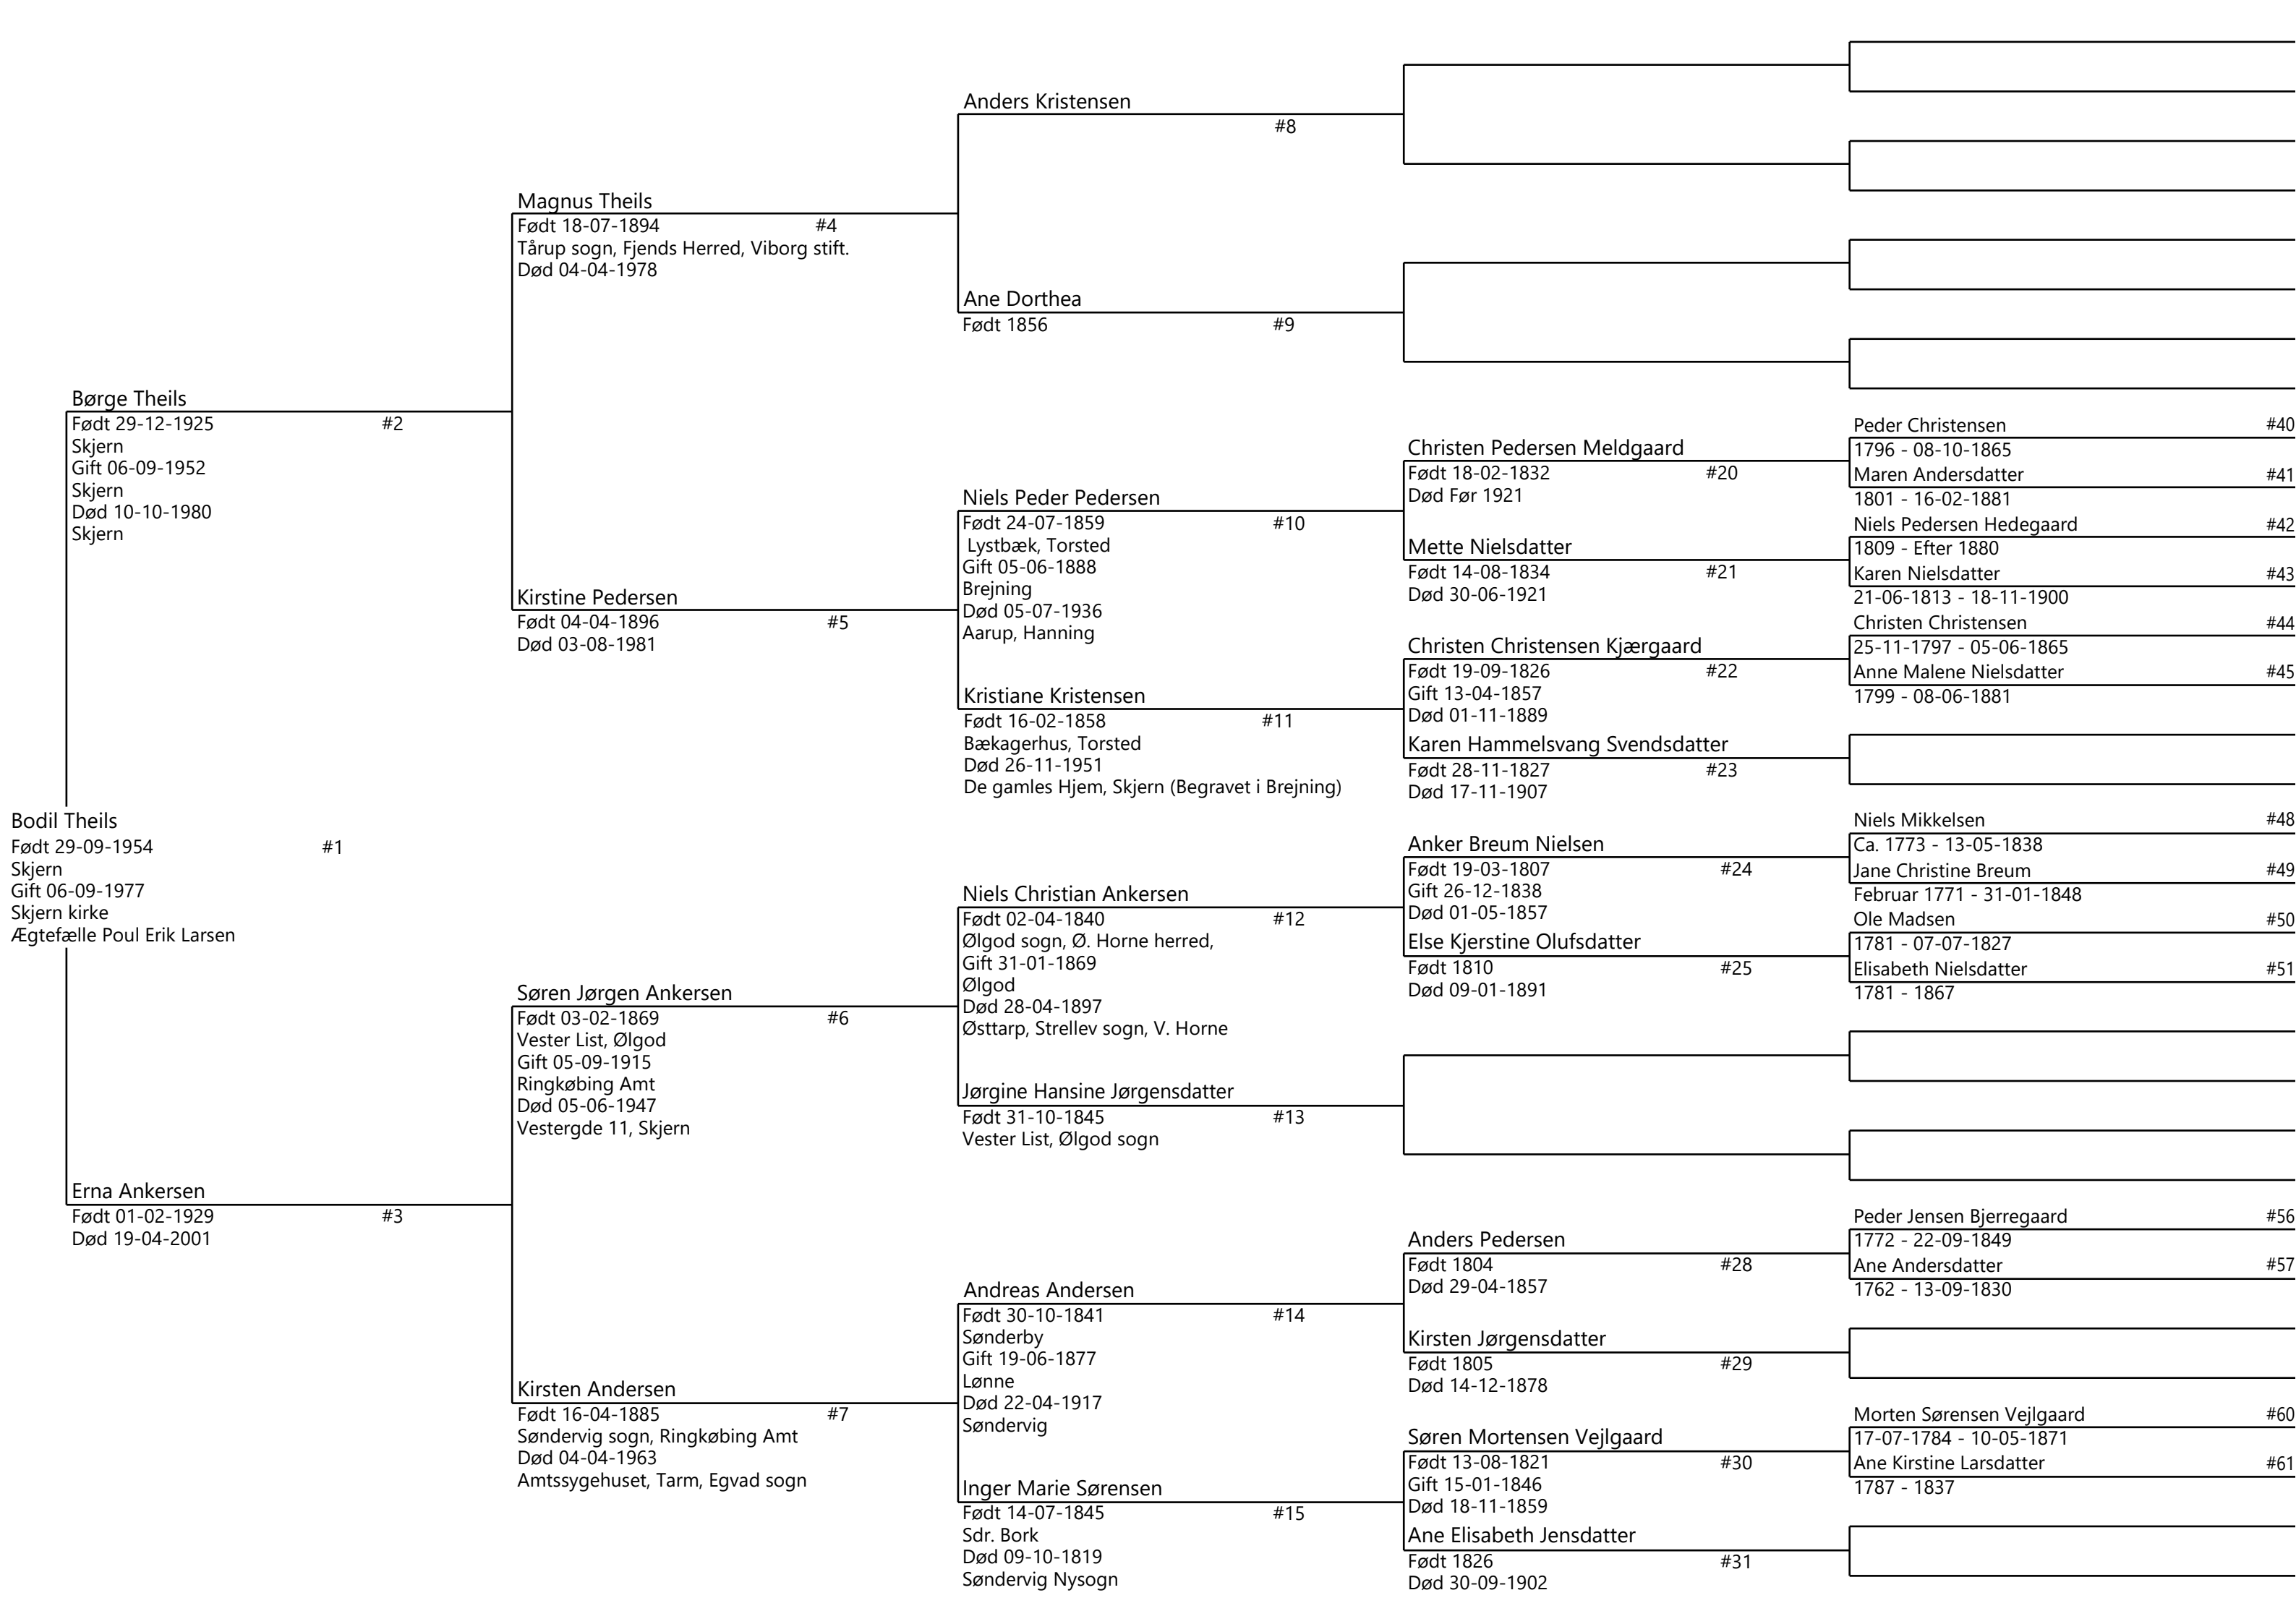 Bodil Theils
Født 29-09-1954 #1
Skjern
Gift 06-09-1977
Skjern kirke
Ægtefælle Poul Erik Larsen
Børge Theils
Født 29-12-1925 #2
Skjern
Gift 06-09-1952
Skjern
Død 10-10-1980
Skjern
Erna Ankersen
Født 01-02-1929 #3
Død 19-04-2001
Magnus Theils
Født 18-07-1894 #4
Tårup sogn, Fjends Herred, Viborg stift.
Død 04-04-1978
Kirstine Pedersen
Født 04-04-1896 #5
Død 03-08-1981
Søren Jørgen Ankersen
Født 03-02-1869 #6
Vester List, Ølgod
Gift 05-09-1915
Ringkøbing Amt
Død 05-06-1947
Vestergde 11, Skjern
Kirsten Andersen
Født 16-04-1885 #7
Søndervig sogn, Ringkøbing Amt
Død 04-04-1963
Amtssygehuset, Tarm, Egvad sogn
Anders Kristensen
#8
Ane Dorthea
Født 1856 #9
Niels Peder Pedersen
Født 24-07-1859 #10
Lystbæk, Torsted
Gift 05-06-1888
Brejning
Død 05-07-1936
Aarup, Hanning
Kristiane Kristensen
Født 16-02-1858 #11
Bækagerhus, Torsted
Død 26-11-1951
De gamles Hjem, Skjern (Begravet i Brejning)
Niels Christian Ankersen
Født 02-04-1840 #12
Ølgod sogn, Ø. Horne herred,
Gift 31-01-1869
Ølgod
Død 28-04-1897
Østtarp, Strellev sogn, V. Horne
Jørgine Hansine Jørgensdatter
Født 31-10-1845 #13
Vester List, Ølgod sogn
Andreas Andersen
Født 30-10-1841 #14
Sønderby
Gift 19-06-1877
Lønne
Død 22-04-1917
Søndervig
Inger Marie Sørensen
Født 14-07-1845 #15
Sdr. Bork
Død 09-10-1819
Søndervig Nysogn
Christen Pedersen Meldgaard
Født 18-02-1832 #20
Død Før 1921
Mette Nielsdatter
Født 14-08-1834 #21
Død 30-06-1921
Christen Christensen Kjærgaard
Født 19-09-1826 #22
Gift 13-04-1857
Død 01-11-1889
Karen Hammelsvang Svendsdatter
Født 28-11-1827 #23
Død 17-11-1907
Anker Breum Nielsen
Født 19-03-1807 #24
Gift 26-12-1838
Død 01-05-1857
Else Kjerstine Olufsdatter
Født 1810 #25
Død 09-01-1891
Anders Pedersen
Født 1804 #28
Død 29-04-1857
Kirsten Jørgensdatter
Født 1805 #29
Død 14-12-1878
Søren Mortensen Vejlgaard
Født 13-08-1821 #30
Gift 15-01-1846
Død 18-11-1859
Ane Elisabeth Jensdatter
Født 1826 #31
Død 30-09-1902
Peder Christensen #40
1796 - 08-10-1865
Maren Andersdatter #41
1801 - 16-02-1881
Niels Pedersen Hedegaard #42
1809 - Efter 1880
Karen Nielsdatter #43
21-06-1813 - 18-11-1900
Christen Christensen #44
25-11-1797 - 05-06-1865
Anne Malene Nielsdatter #45
1799 - 08-06-1881
Niels Mikkelsen #48
Ca. 1773 - 13-05-1838
Jane Christine Breum #49
Februar 1771 - 31-01-1848
Ole Madsen #50
1781 - 07-07-1827
Elisabeth Nielsdatter #51
1781 - 1867
Peder Jensen Bjerregaard #56
1772 - 22-09-1849
Ane Andersdatter #57
1762 - 13-09-1830
Morten Sørensen Vejlgaard #60
17-07-1784 - 10-05-1871
Ane Kirstine Larsdatter #61
1787 - 1837